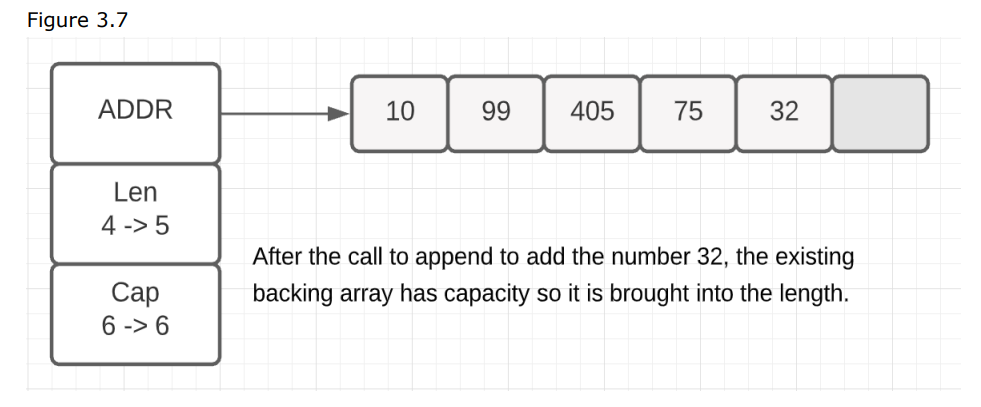 Figure 3.7
ADDR
10
99
405
75
32
Len
4 -> 5
Cap
6 -> 6
After the call to append to add the number 32, the existing
backing array has capacity so it is brought into the length.